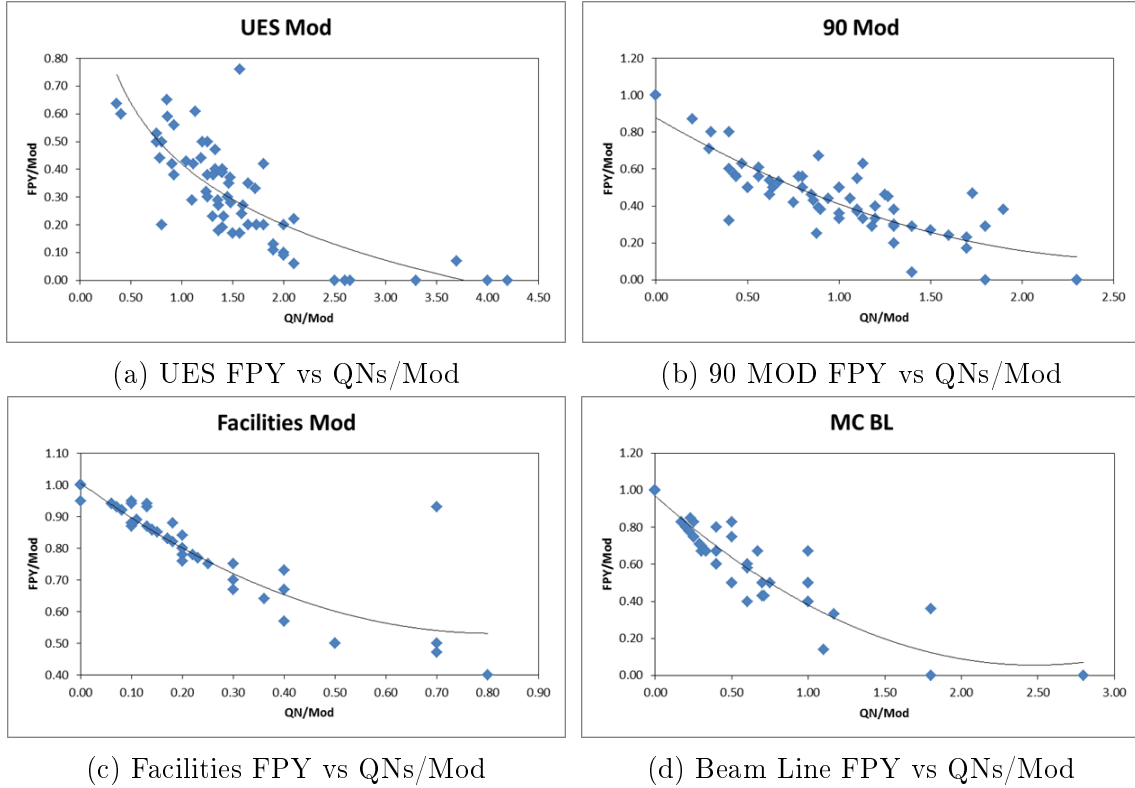 UES Mod
FPY/Mod
0.80
0.70
0.60
0.50
0.40
0.30
0.20
0.10
0.00
0.00 0.50 1.00 1.50 2.00 2.50 3.00 3.50 4.00 4.50
QN/Mod
(a) UES FPY vs QNs/Mod
90 Mod
FPY/Mod
1.20
1.00
0.80
0.60
0.40
0.20
0.00
0.00 0.50 1.00 1.50 2.00 2.50
QN/Mod
(b) 90 MOD FPY vs QNs/Mod
Facilities Mod
FPY/Mod
1.10
1.00
0.90
0.80
0.70
0.60
0.50
0.40
0.00 0.10 0.20 0.30 0.40 0.50 0.60 0.70 0.80 0.90
QN/Mod
(c) Facilities FPY vs QNs/Mod
MC BL
FPY/Mod
1.20
1.00
0.80
0.60
0.40
0.20
0.00
0.00 0.50 1.00 1.50 2.00 2.50 3.00
QN/Mod
(d) Beam Line FPY vs QNs/Mod